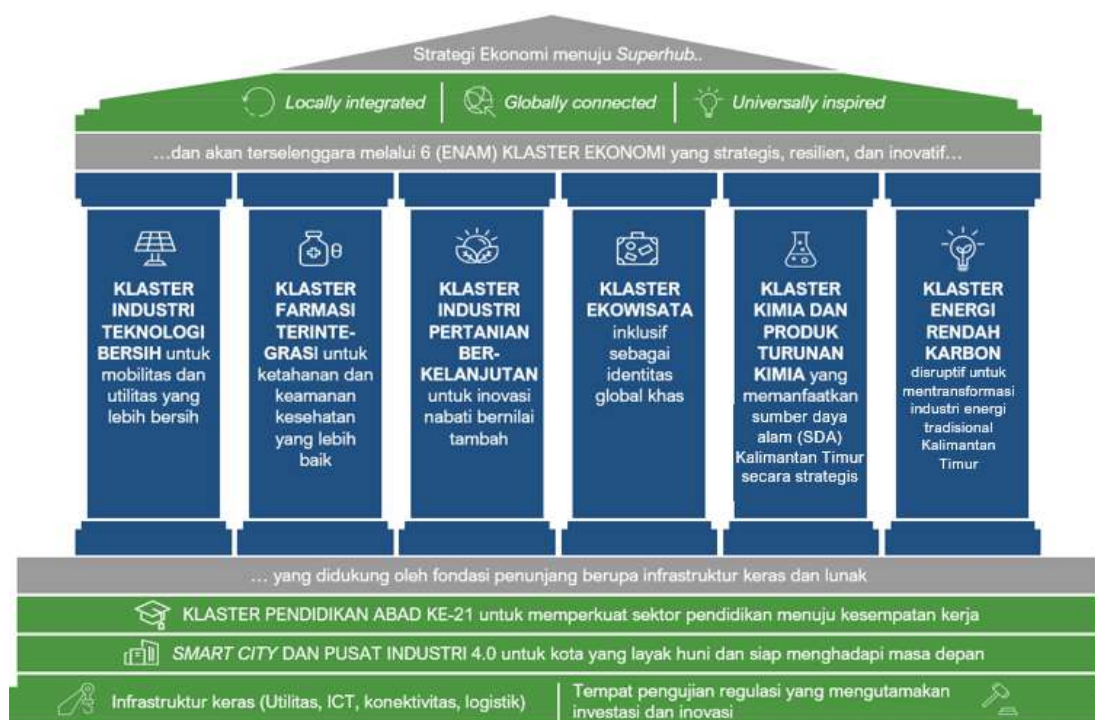 Strategi Ekonomi menuju Superhub..
Locally integrated
Globally connected
Universally inspired
…dan akan terselenggara melalui 6 (ENAM) KLASTER EKONOMI yang strategis, resilien, dan inovatif…
KLASTER
INDUSTRI
TEKNOLOGI
BERSIH untuk
mobilitas dan
utilitas yang
lebih bersih
KLASTER
FARMASI
TERINTE-
GRASI untuk
ketahanan dan
keamanan
kesehatan
yang lebih
baik
KLASTER
INDUSTRI
PERTANIAN
BER-
KELANJUTAN
untuk inovasi
nabati bernilai
tambah
KLASTER
EKOWISATA
inklusif
sebagai
identitas
global khas
KLASTER
KIMIA DAN
PRODUK
TURUNAN
KIMIA yang
memanfaatkan
sumber daya
alam (SDA)
Kalimantan Timur
secara strategis
KLASTER
ENERGI
RENDAH
KARBON
disruptif untuk
mentransformasi
industri energi
tradisional
Kalimantan
Timur
… yang didukung oleh fondasi penunjang berupa infrastruktur keras dan lunak
KLASTER PENDIDIKAN ABAD KE-21 untuk memperkuat sektor pendidikan menuju kesempatan kerja
SMART CITY DAN PUSAT INDUSTRI 4.0 untuk kota yang layak huni dan siap menghadapi masa depan
Infrastruktur keras (Utilitas, ICT, konektivitas, logistik)
Tempat pengujian regulasi yang mengutamakan
investasi dan inovasi